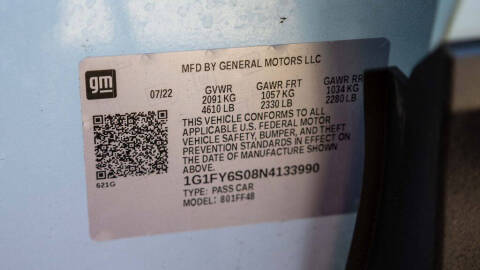 MFD BY GENERAL MOTORS LLC
gm
07/22
GVWR GAWR FRT GAWR RR
2091 KG 1057 KG 1034 KG
4610 LB 2330 LB 2280 LB
THIS VEHICLE CONFORMS TO ALL
APPLICABLE U.S. FEDERAL MOTOR
VEHICLE SAFETY, BUMPER, AND THEFT
PREVENTION STANDARDS IN EFFECT ON
THE DATE OF MANUFACTURE SHOWN
ABOVE.
1G1FY6S08N4133990
TYPE: PASS CAR
MODEL: 801FF48
621G